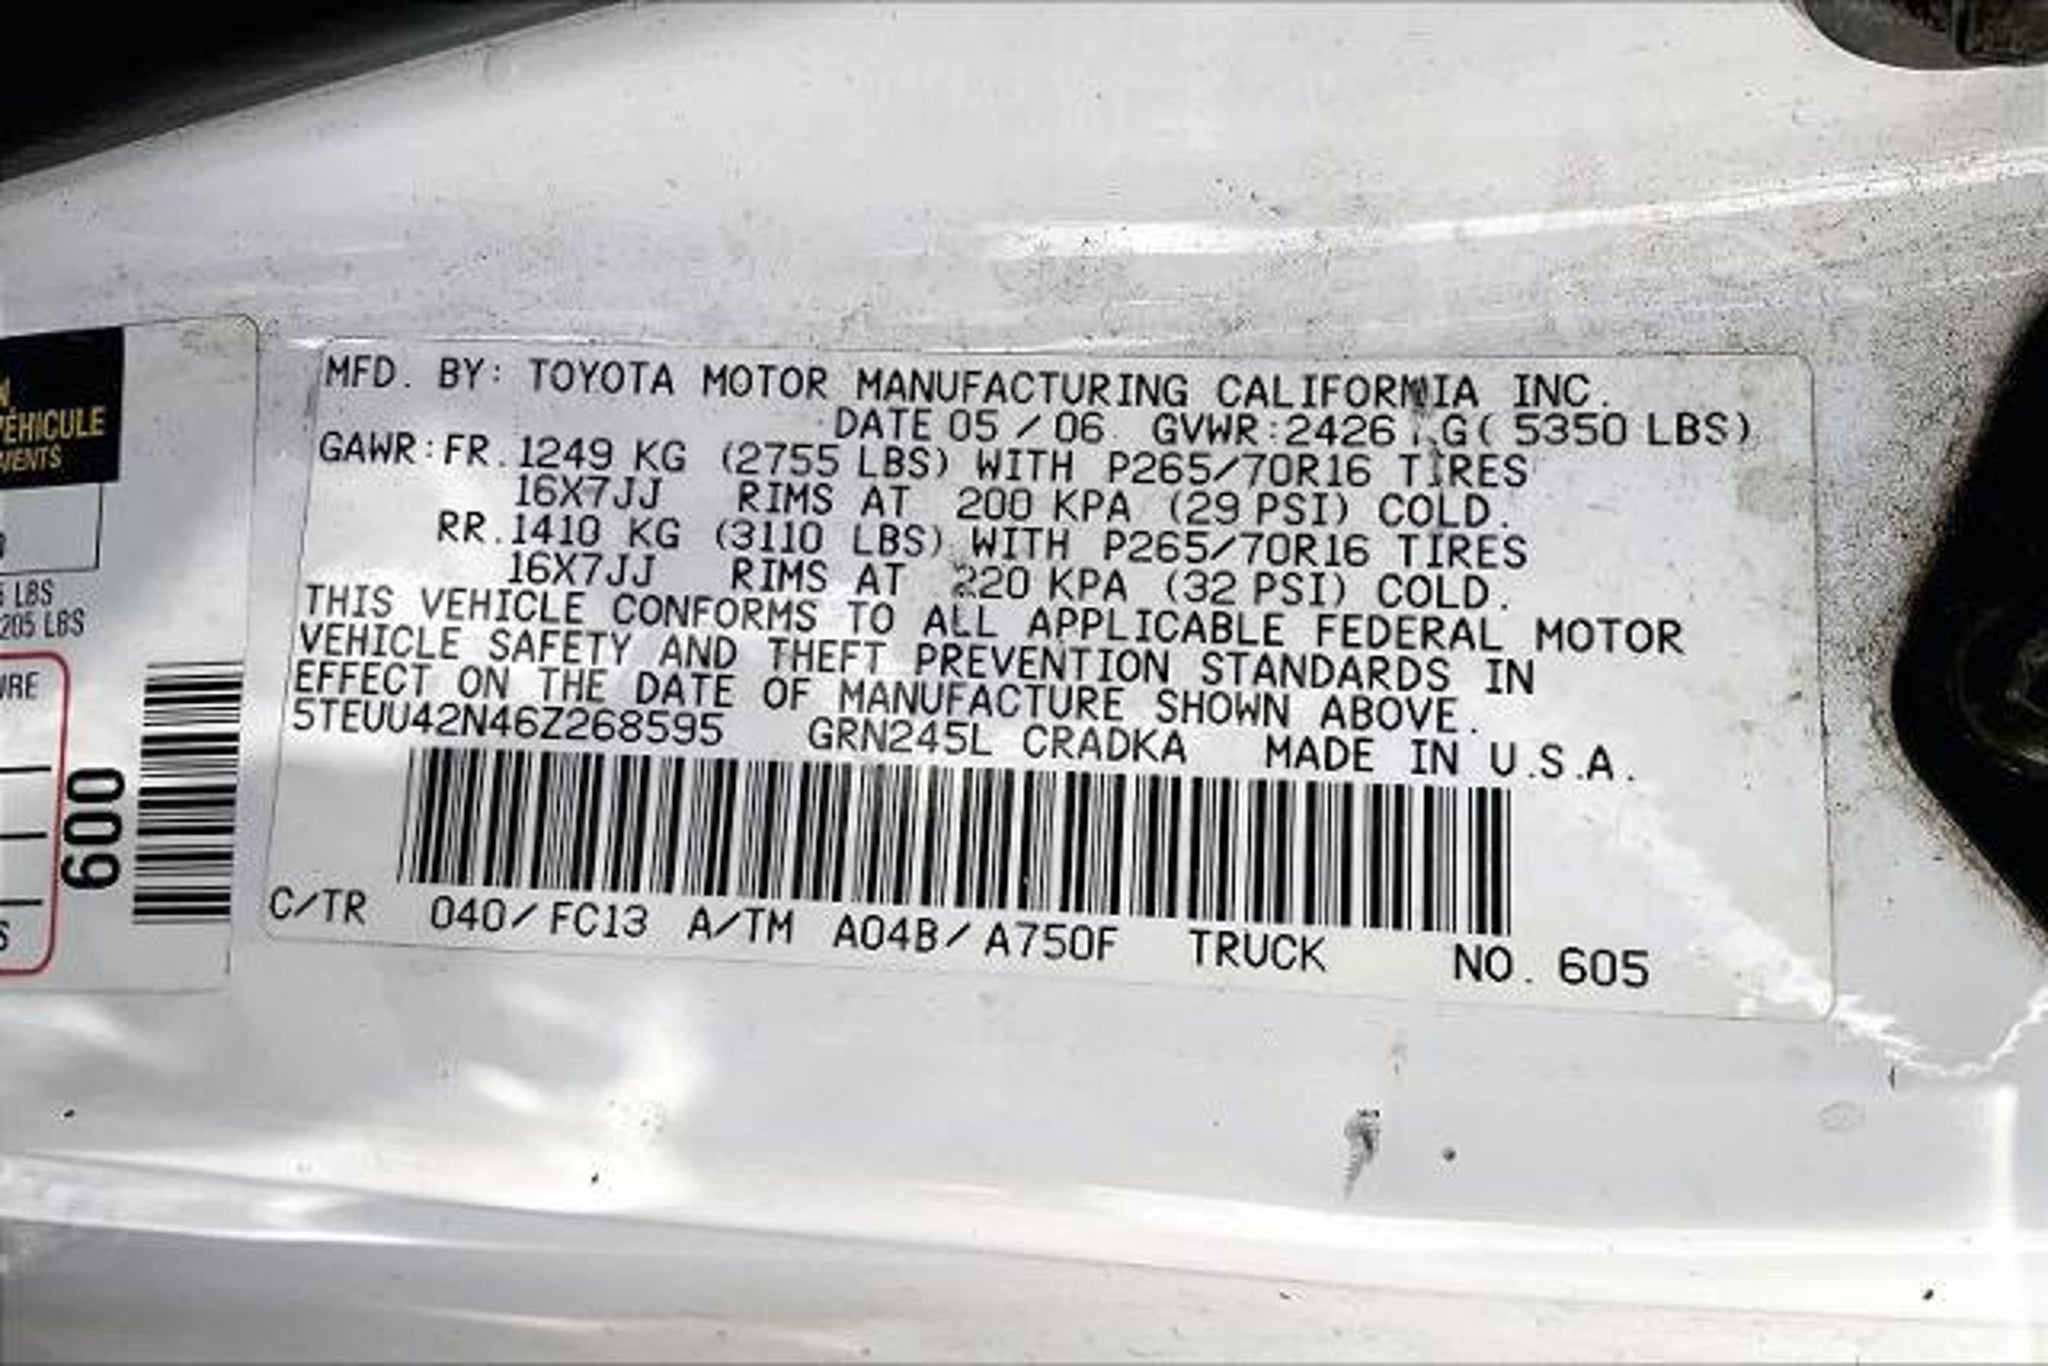 VÉHICULE
LBS
205 LBS
600
MFD. BY: TOYOTA MOTOR MANUFACTURING CALIFORNIA INC.
DATE 05/06 GVWR:2426 KG( 5350 LBS)
GAWR:FR.1249 KG (2755 LBS) WITH P265/70R16 TIRES
16X7JJ RIMS AT 200 KPA (29 PSI) COLD.
RR.1410 KG (3110 LBS) WITH P265/70R16 TIRES
16X7JJ RIMS AT 220 KPA (32 PSI) COLD.
THIS VEHICLE CONFORMS TO ALL APPLICABLE FEDERAL MOTOR
VEHICLE SAFETY AND THEFT PREVENTION STANDARDS IN
EFFECT ON THE DATE OF MANUFACTURE SHOWN ABOVE.
5TEUU42N46Z268595 GRN245L CRADKA MADE IN U.S.A.
C/TR 040/FC13 A/TM A04B/A750F TRUCK NO. 605